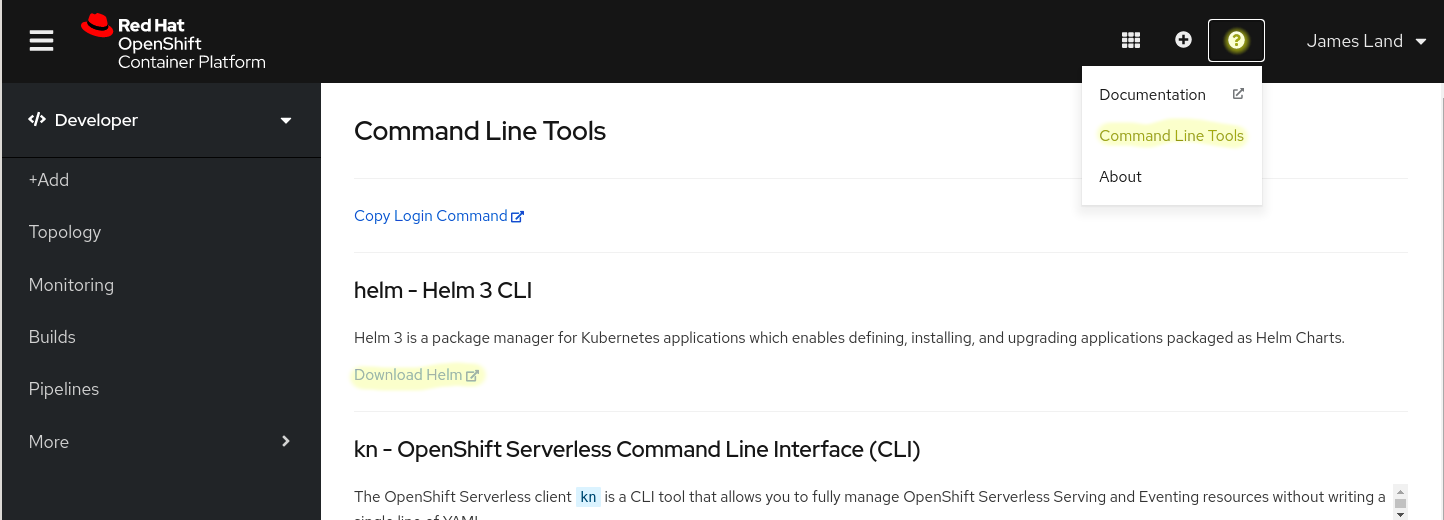 Red Hat
OpenShift
Container Platform
James Land
Documentation
Command Line Tools
About
Developer
+Add
Topology
Monitoring
Builds
Pipelines
More
Command Line Tools
Copy Login Command
helm - Helm 3 CLI
Helm 3 is a package manager for Kubernetes applications which enables defining, installing, and upgrading applications packaged as Helm Charts.
Download Helm
kn - OpenShift Serverless Command Line Interface (CLI)
The OpenShift Serverless client kn is a CLI tool that allows you to fully manage OpenShift Serverless Serving and Eventing resources without writing a
single line of YAML